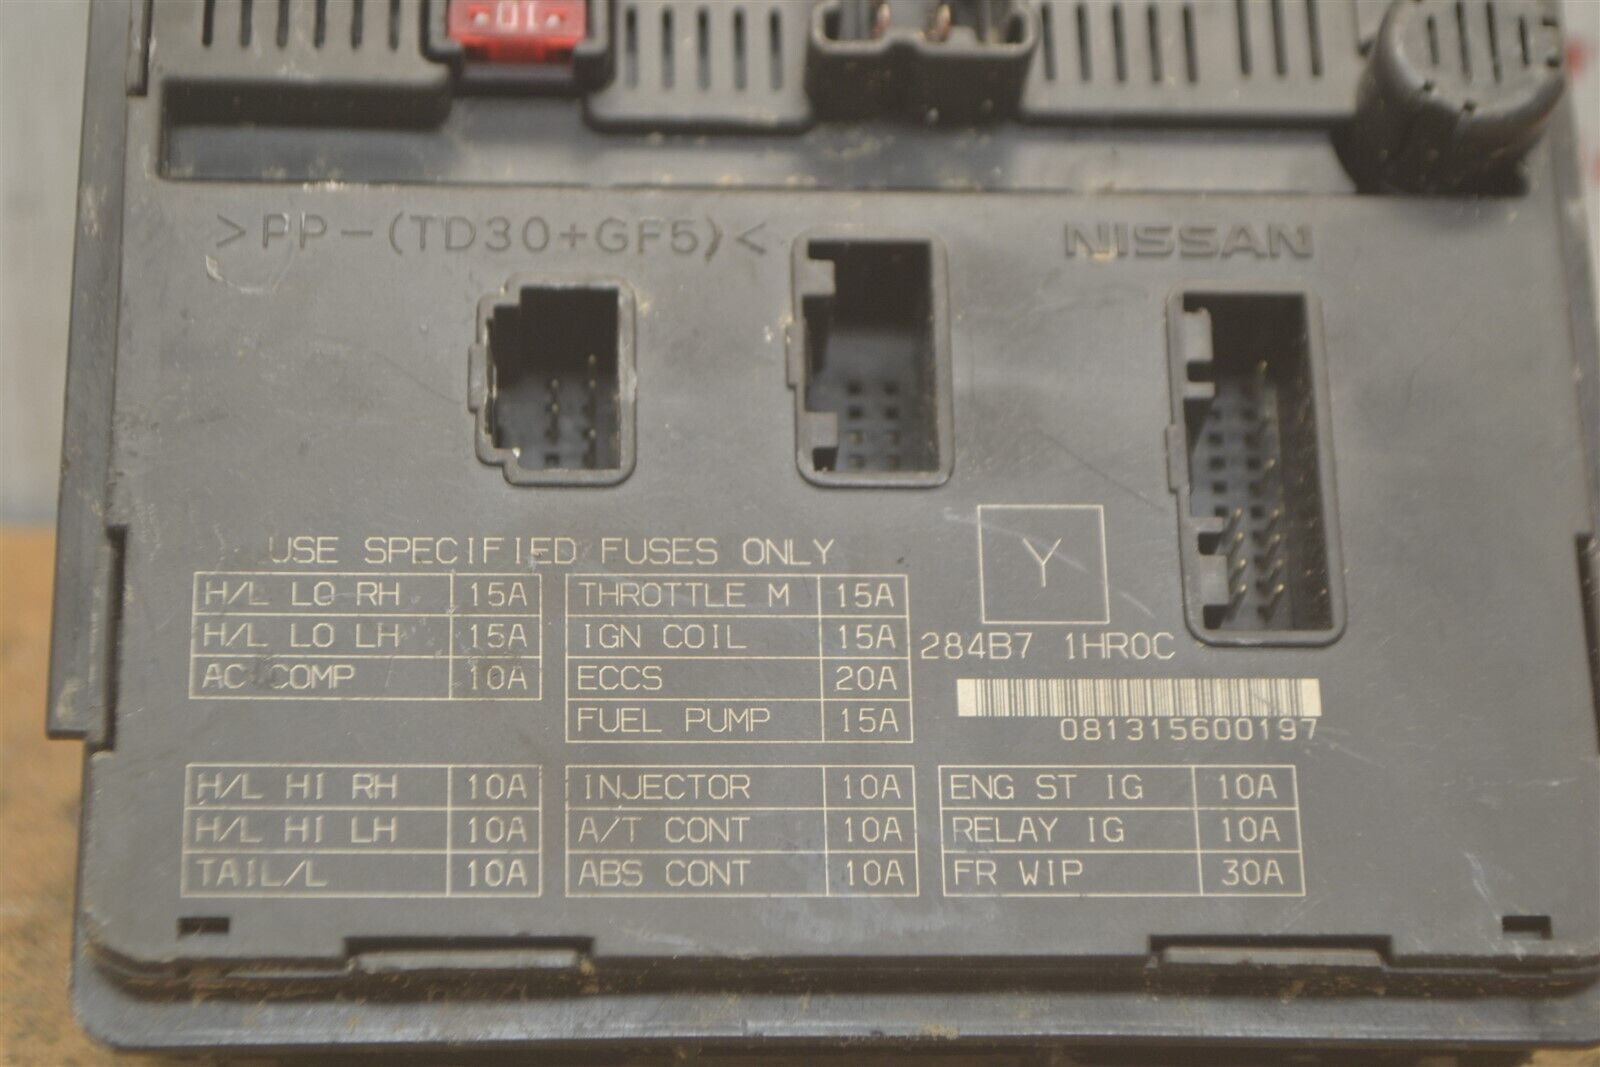 10
>PP-(TD30+GF5)<
NISSAN
USE SPECIFIED FUSES ONLY
Y
H/L LO RH 15A
H/L LO LH 15A
AC COMP 10A
THROTTLE M 15A
IGN COIL 15A
ECCS 20A
FUEL PUMP 15A
284B7 1HR0C
081315600197
H/L HI RH 10A
H/L HI LH 10A
TAIL/L 10A
INJECTOR 10A
A/T CONT 10A
ABS CONT 10A
ENG ST IG 10A
RELAY IG 10A
FR WIP 30A